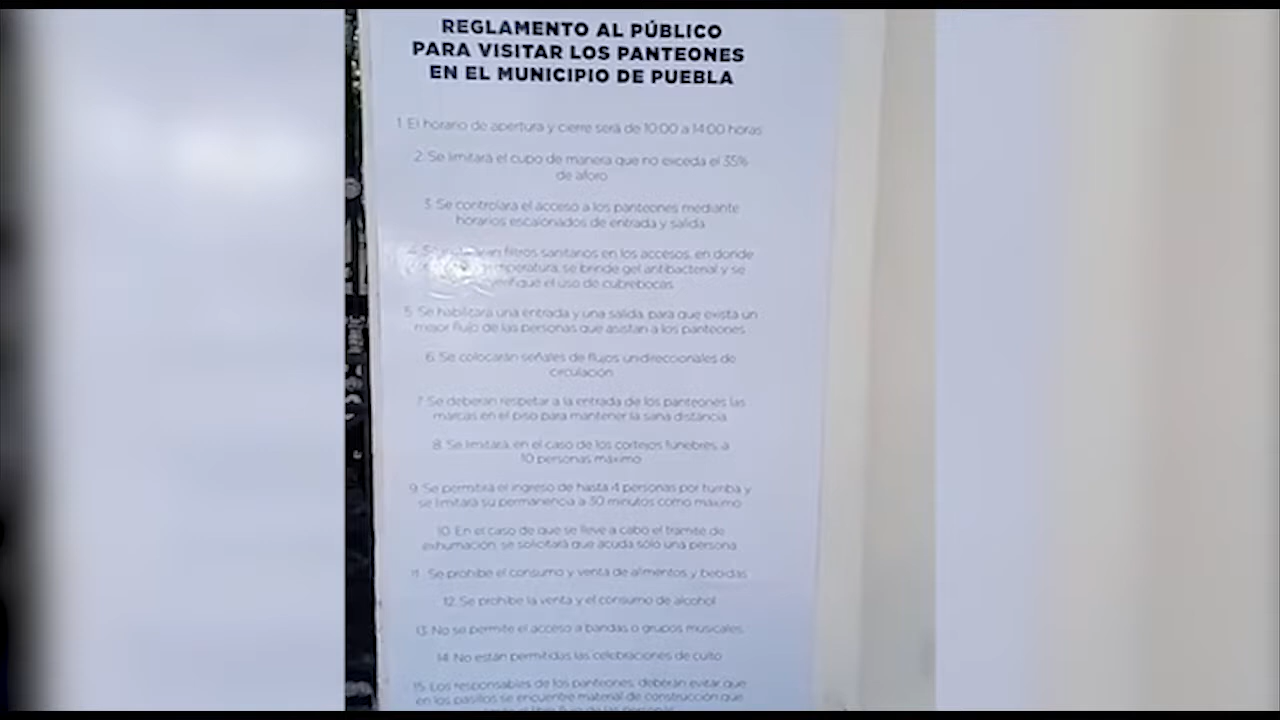 REGLAMENTO AL PÚBLICO
PARA VISITAR LOS PANTEONES
EN EL MUNICIPIO DE PUEBLA
1. El horario de apertura y cierre será de 10:00 a 14:00 horas
2. Se limitará el cupo de manera que no exceda el 35%
de aforo
3. Se controlará el acceso a los panteones mediante
horarios escalonados de entrada y salida
filtros sanitarios en los accesos, en donde
se brinde gel antibacterial y se
el uso de cubrebocas
5. Se habilitará una entrada y una salida, para que exista un
mejor flujo de las personas que asistan a los panteones
6. Se colocarán señales de flujos unidireccionales de
circulación
7. Se deberán respetar a la entrada de los panteones las
marcas en el piso para mantener la sana distancia
8. Se limitará, en el caso de los cortejos fúnebres, a
10 personas máximo
9. Se permitirá el ingreso de hasta 4 personas por tumba y
se limitará su permanencia a 30 minutos como máximo
10. En el caso de que se lleve a cabo el trámite de
exhumación, se solicitará que acuda sólo una persona
11. Se prohíbe el consumo y venta de alimentos y bebidas
12. Se prohíbe la venta y el consumo de alcohol
13. No se permite el acceso a bandas o grupos musicales
14. No están permitidas las celebraciones de culto
15. Los responsables de los panteones, deberán evitar que
en los pasillos se encuentre material de construcción que